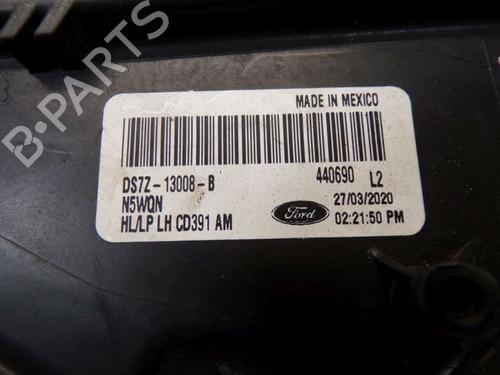 MADE IN MEXICO
DS7Z-13008-B 440690 L2
N5WQN 27/03/2020
HL/LP LH CD391 AM Ford 02:21:50 PM
B-PARTS
B-PARTS